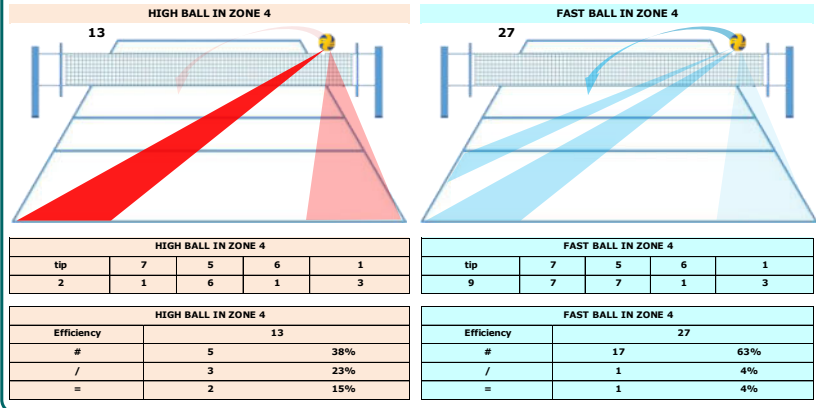 HIGH BALL IN ZONE 4 FAST BALL IN ZONE 4
13 27
HIGH BALL IN ZONE 4
tip 7 5 6 1
2 1 6 1 3
FAST BALL IN ZONE 4
tip 7 5 6 1
9 7 7 1 3
HIGH BALL IN ZONE 4
Efficiency 13
# 5 38%
/ 3 23%
= 2 15%
FAST BALL IN ZONE 4
Efficiency 27
# 17 63%
/ 1 4%
= 1 4%